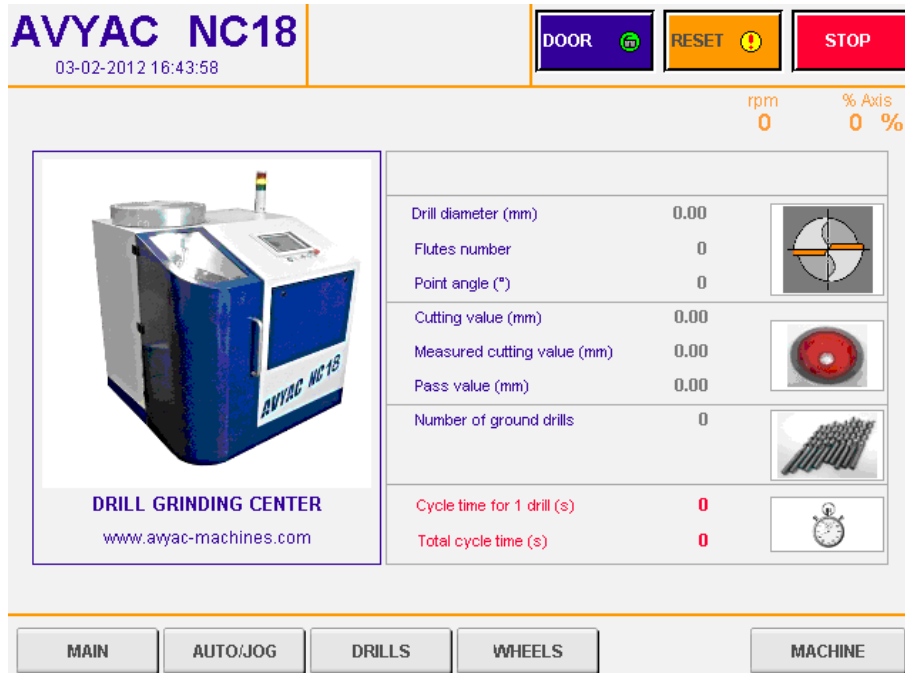 AVYAC NC18
03-02-2012 16:43:58
DOOR
RESET
STOP
rpm
% Axis
0
0 %
Drill diameter (mm) 0.00
Flutes number 0
Point angle (°) 0
Cutting value (mm) 0.00
Measured cutting value (mm) 0.00
Pass value (mm) 0.00
Number of ground drills 0
Cycle time for 1 drill (s) 0
Total cycle time (s) 0
AVYAC NC18
DRILL GRINDING CENTER
www.avyac-machines.com
MAIN
AUTO/JOG
DRILLS
WHEELS
MACHINE